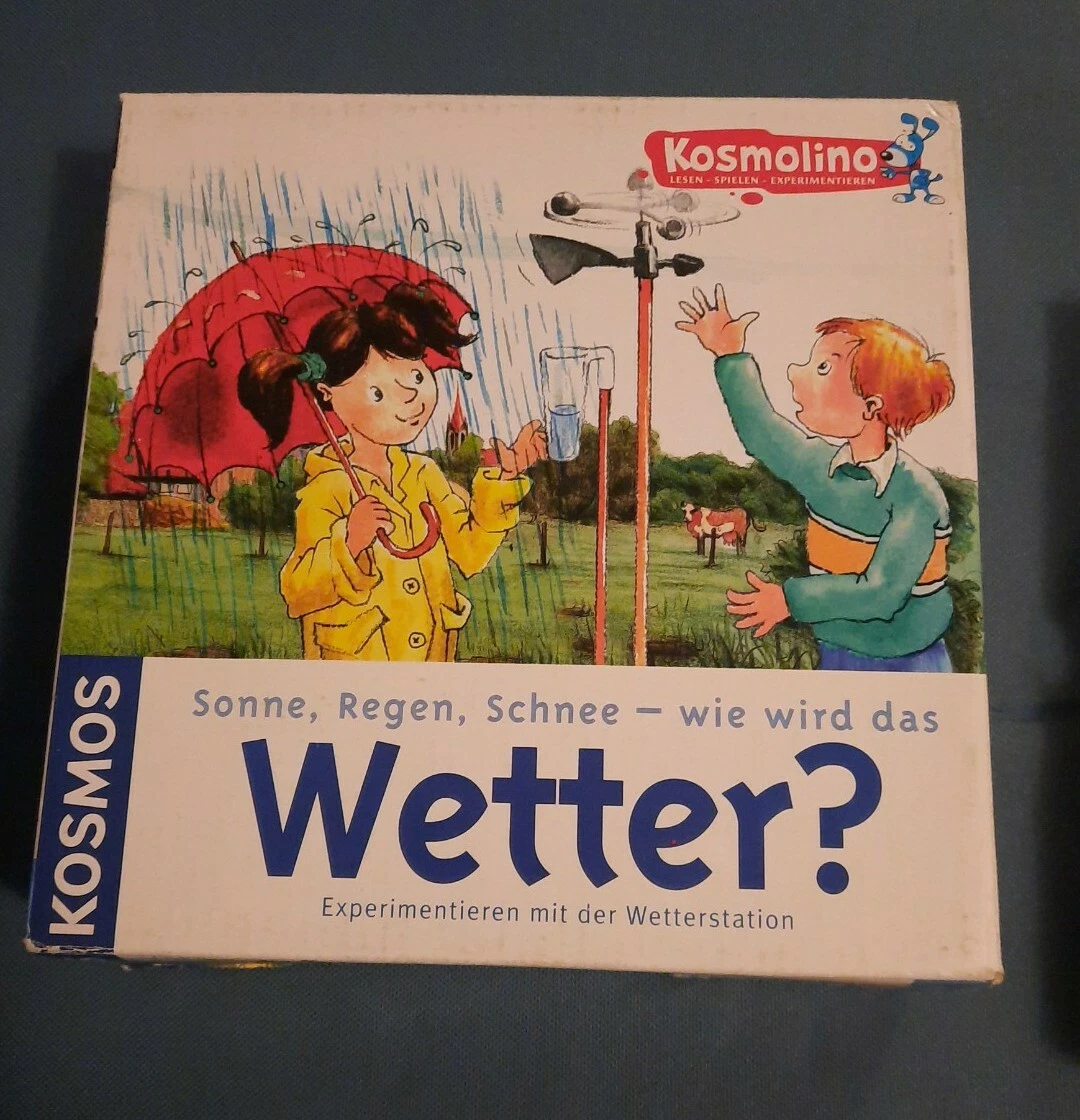 Kosmolino
LESEN - SPIELEN - EXPERIMENTIEREN
KOSMOS
Sonne, Regen, Schnee – wie wird das
Wetter?
Experimentieren mit der Wetterstation